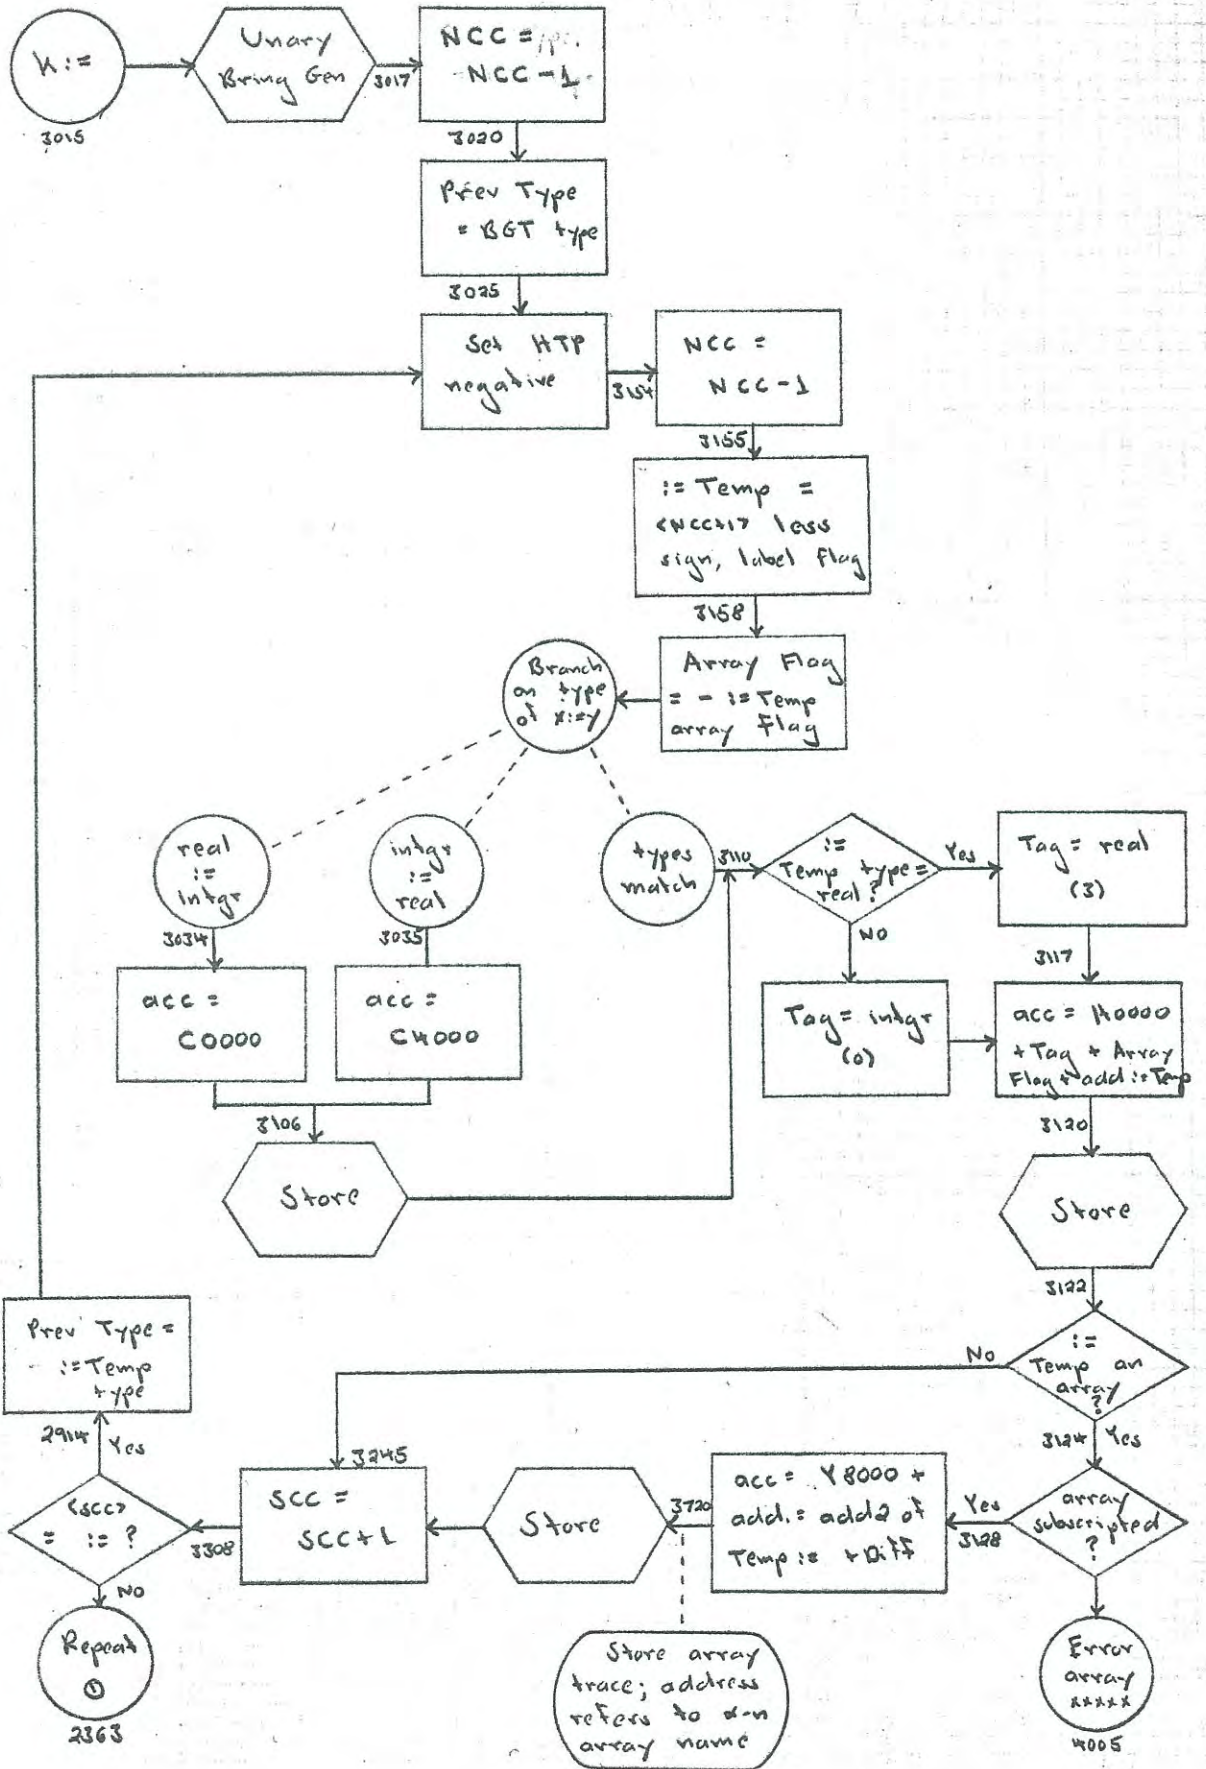 K:=
3015
Unary
Bring Gen
3017
NCC =
NCC-1
3020
Prev Type
= BGT type
3025
Set HTP
negative
3154
NCC =
NCC-1
3155
:= Temp =
<NCC+1> less
sign, label Flag
3158
Array Flag
= - := Temp
array Flag
Branch
on type
of x:=y
real
:=
intgr
3034
intgr
:=
real
3035
types
match
3110
:=
Temp type =
real?
Yes
NO
Tag = real
(3)
3117
acc =
C0000
acc =
C4000
Tag = intgr
(0)
acc = 140000
+ Tag + Array
Flag + add := Temp
3106
Store
3120
Store
3122
:=
Temp an
array
?
No
3124
Yes
Prev Type =
:= Temp
type
2914
Yes
<scc>
= := ?
NO
3308
3245
SCC =
SCC+1
Store
3720
acc = Y8000 +
add. = add2 of
Temp := + Diff
Yes
3128
array
subscripted
?
Repeat
1
2363
Store array
trace; address
refers to x-n
array name
Error
array
*****
4005